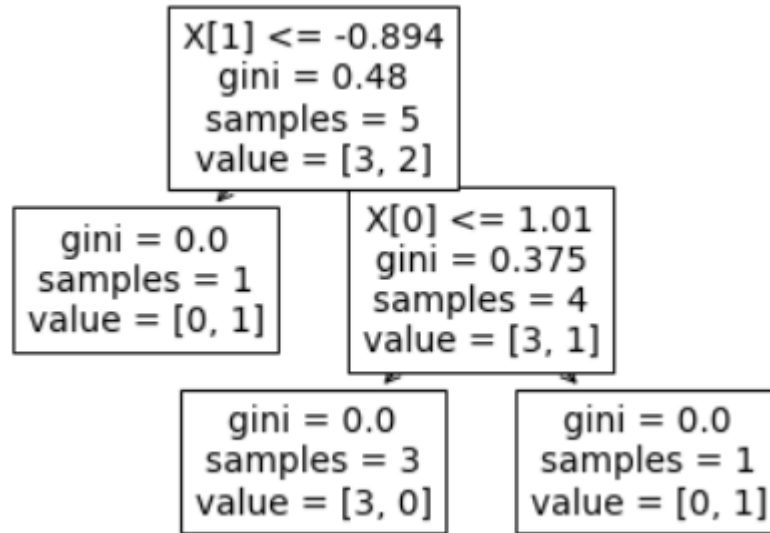 X[1] <= -0.894
gini = 0.48
samples = 5
value = [3, 2]
gini = 0.0
samples = 1
value = [0, 1]
X[0] <= 1.01
gini = 0.375
samples = 4
value = [3, 1]
gini = 0.0
samples = 3
value = [3, 0]
gini = 0.0
samples = 1
value = [0, 1]